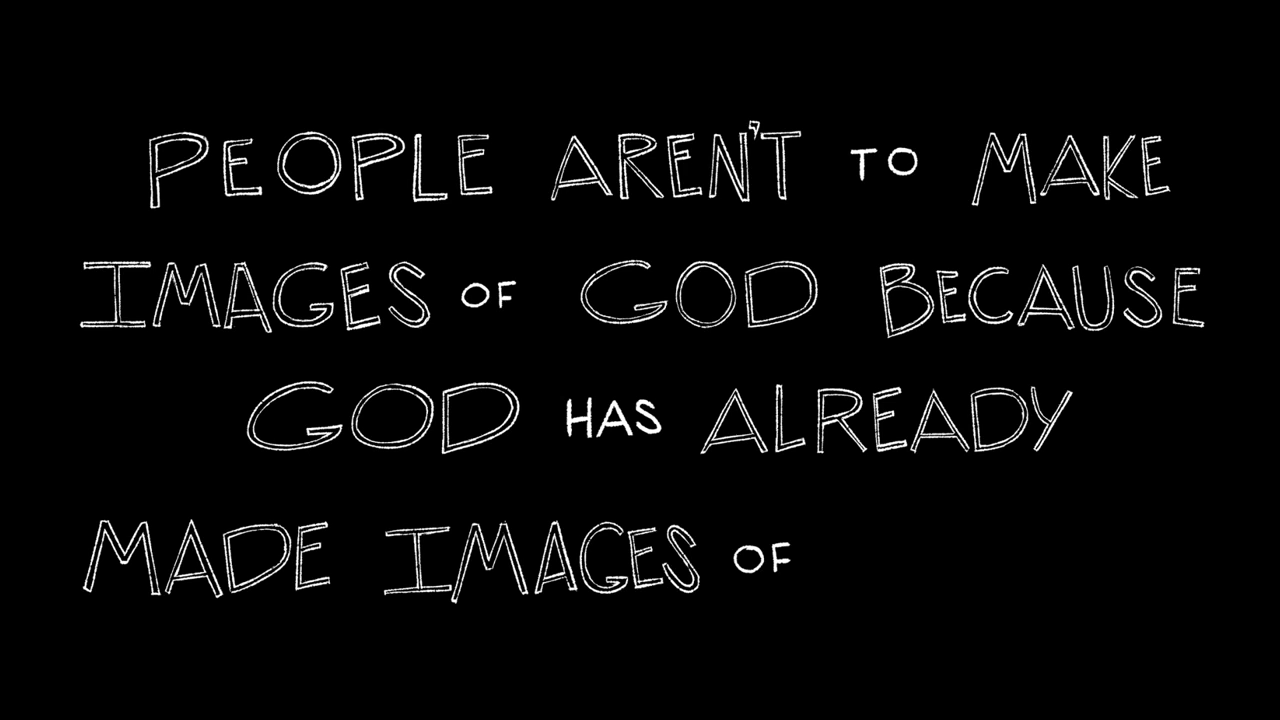 PEOPLE AREN'T TO MAKE
IMAGES OF GOD BECAUSE
GOD HAS ALREADY
MADE IMAGES OF